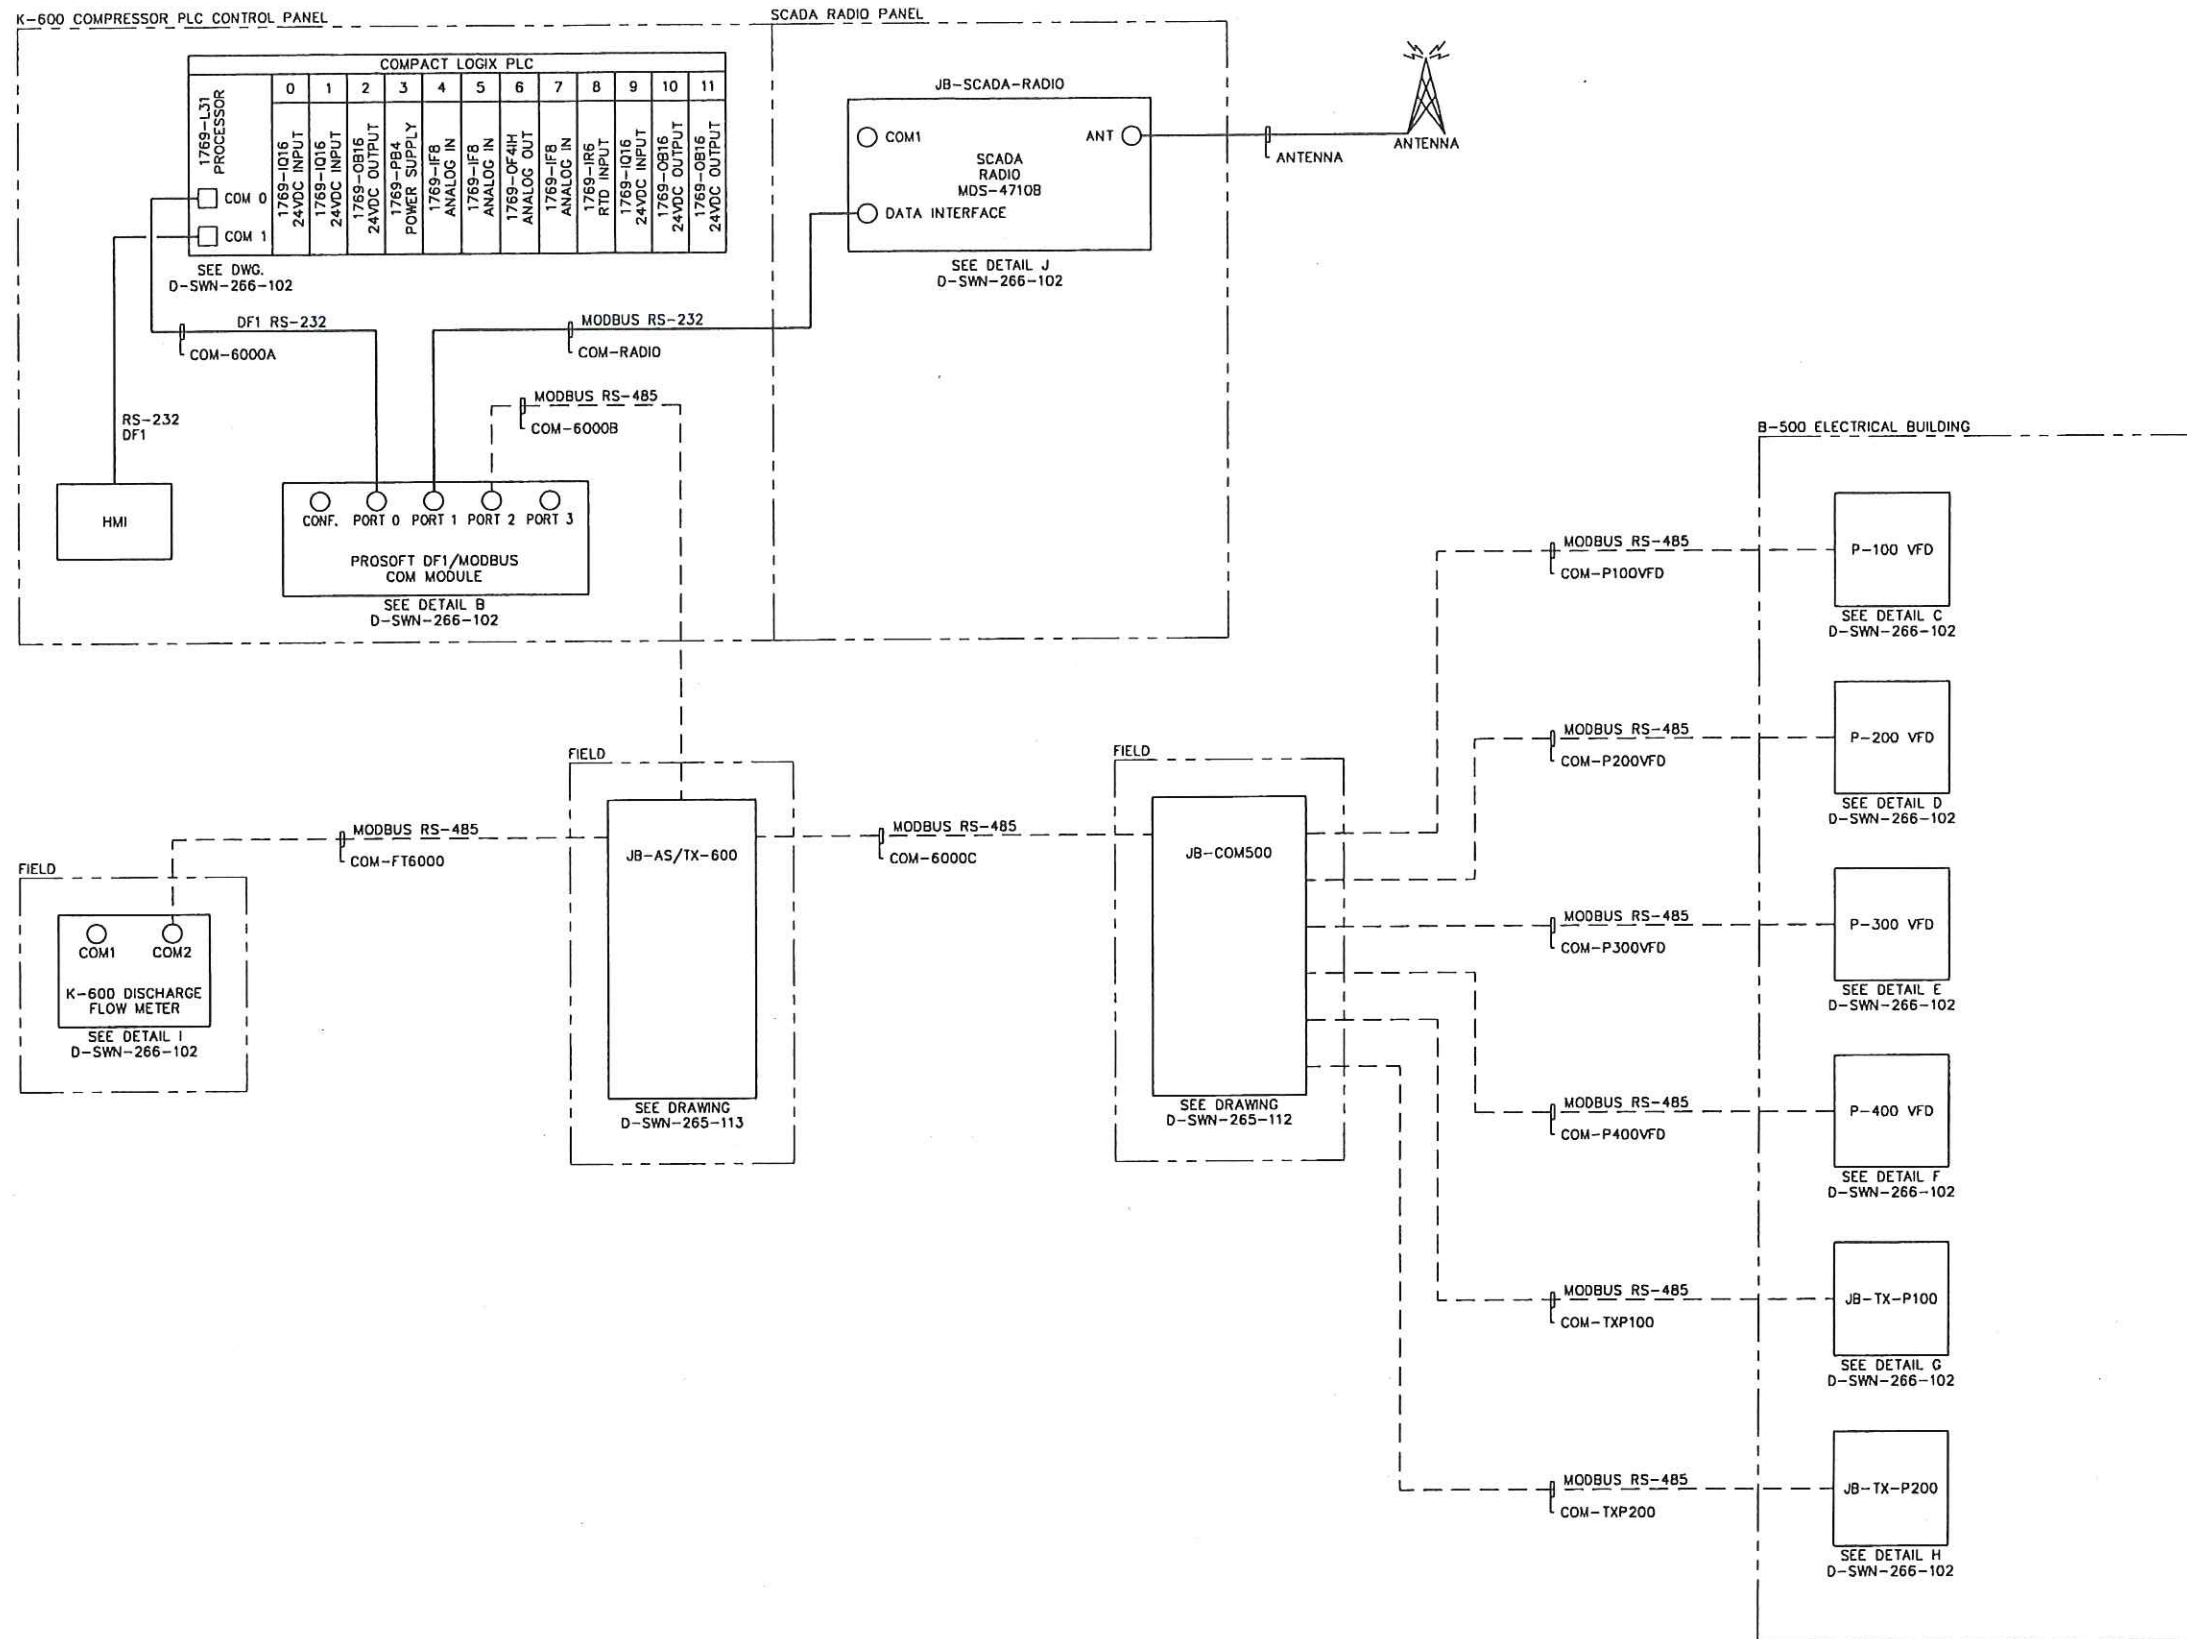 K-600 COMPRESSOR PLC CONTROL PANEL
SCADA RADIO PANEL
COMPACT LOGIX PLC
0 1 2 3 4 5 6 7 8 9 10 11
1769-L31
PROCESSOR
1769-IQ16
24VDC INPUT
1769-IQ16
24VDC INPUT
1769-OB16
24VDC OUTPUT
1769-PB4
POWER SUPPLY
1769-IF8
ANALOG IN
1769-IF8
ANALOG IN
1769-OF4IH
ANALOG OUT
1769-IF8
ANALOG IN
1769-IR6
RTD INPUT
1769-IQ16
24VDC INPUT
1769-OB16
24VDC OUTPUT
1769-OB16
24VDC OUTPUT
COM 0
COM 1
SEE DWG.
D-SWN-266-102
JB-SCADA-RADIO
COM1
ANT
SCADA
RADIO
MDS-4710B
DATA INTERFACE
SEE DETAIL J
D-SWN-266-102
ANTENNA
ANTENNA
DF1 RS-232
COM-6000A
MODBUS RS-232
COM-RADIO
MODBUS RS-485
COM-6000B
RS-232
DF1
HMI
CONF. PORT 0 PORT 1 PORT 2 PORT 3
PROSOFT DF1/MODBUS
COM MODULE
SEE DETAIL B
D-SWN-266-102
B-500 ELECTRICAL BUILDING
MODBUS RS-485
COM-P100VFD
P-100 VFD
SEE DETAIL C
D-SWN-266-102
MODBUS RS-485
COM-P200VFD
P-200 VFD
SEE DETAIL D
D-SWN-266-102
FIELD
COM1 COM2
K-600 DISCHARGE
FLOW METER
SEE DETAIL I
D-SWN-266-102
MODBUS RS-485
COM-FT6000
FIELD
JB-AS/TX-600
SEE DRAWING
D-SWN-265-113
MODBUS RS-485
COM-6000C
FIELD
JB-COM500
SEE DRAWING
D-SWN-265-112
MODBUS RS-485
COM-P300VFD
P-300 VFD
SEE DETAIL E
D-SWN-266-102
MODBUS RS-485
COM-P400VFD
P-400 VFD
SEE DETAIL F
D-SWN-266-102
MODBUS RS-485
COM-TXP100
JB-TX-P100
SEE DETAIL G
D-SWN-266-102
MODBUS RS-485
COM-TXP200
JB-TX-P200
SEE DETAIL H
D-SWN-266-102